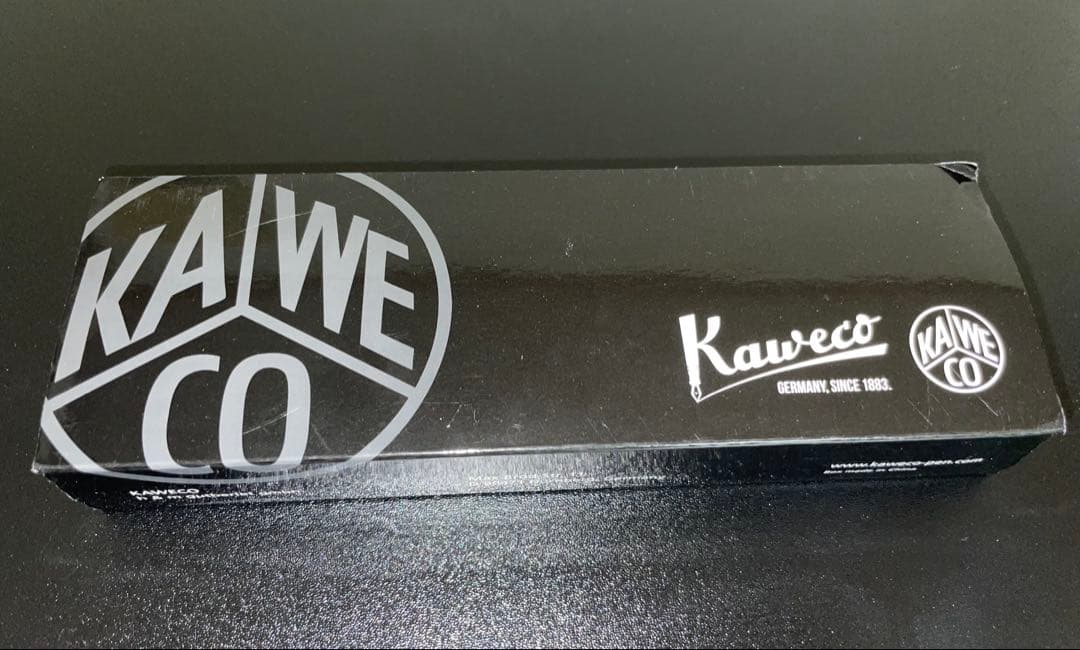 KA WE
CO
Kaweco
GERMANY, SINCE 1883.
KA WE
CO
KAWECO
www.kaweco-pen.com